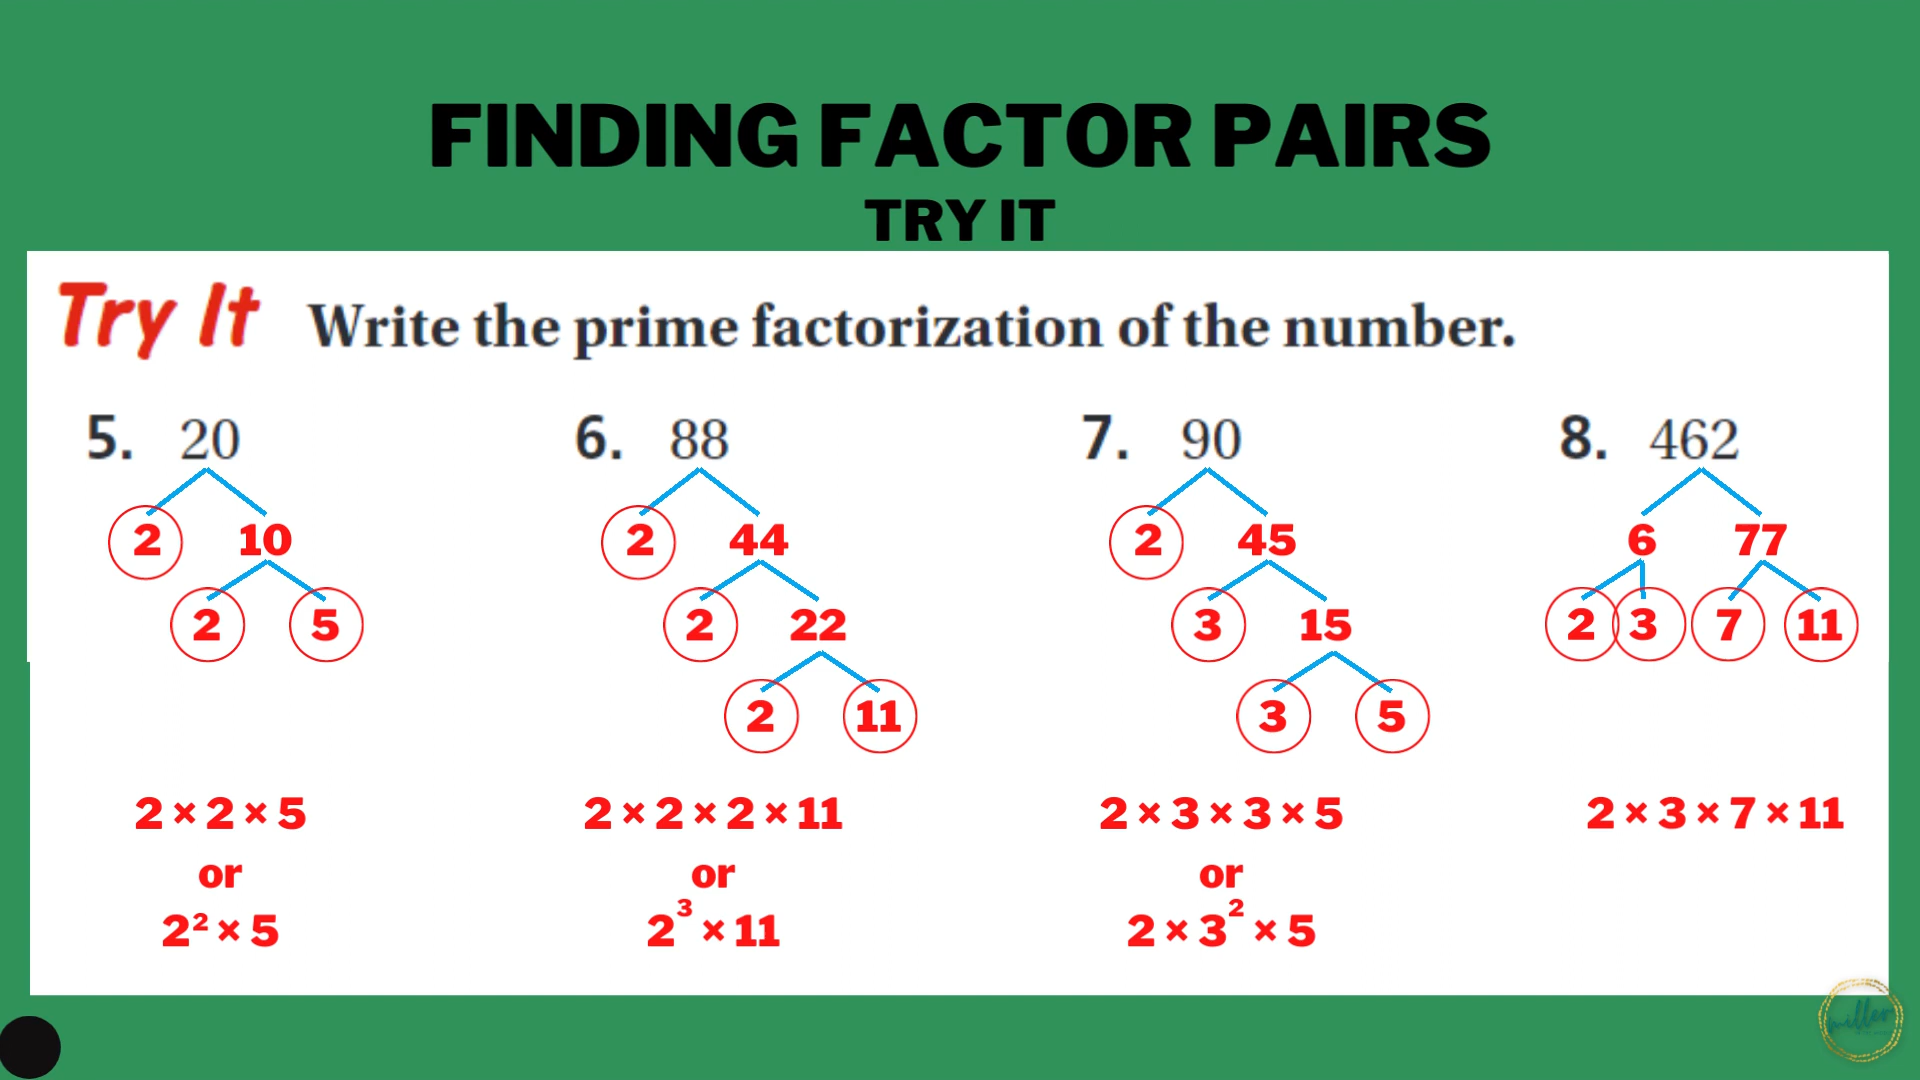 FINDING FACTOR PAIRS
TRY IT
Try It Write the prime factorization of the number.
5. 20 6. 88 7. 90 8. 462
2 10 2 44 2 45 6 77
2 5 2 22 3 15 2 3 7 11
2 11 3 5
2 × 2 × 5 2 × 2 × 2 × 11 2 × 3 × 3 × 5 2 × 3 × 7 × 11
or or or
2² × 5 2³ × 11 2 × 3² × 5
miller